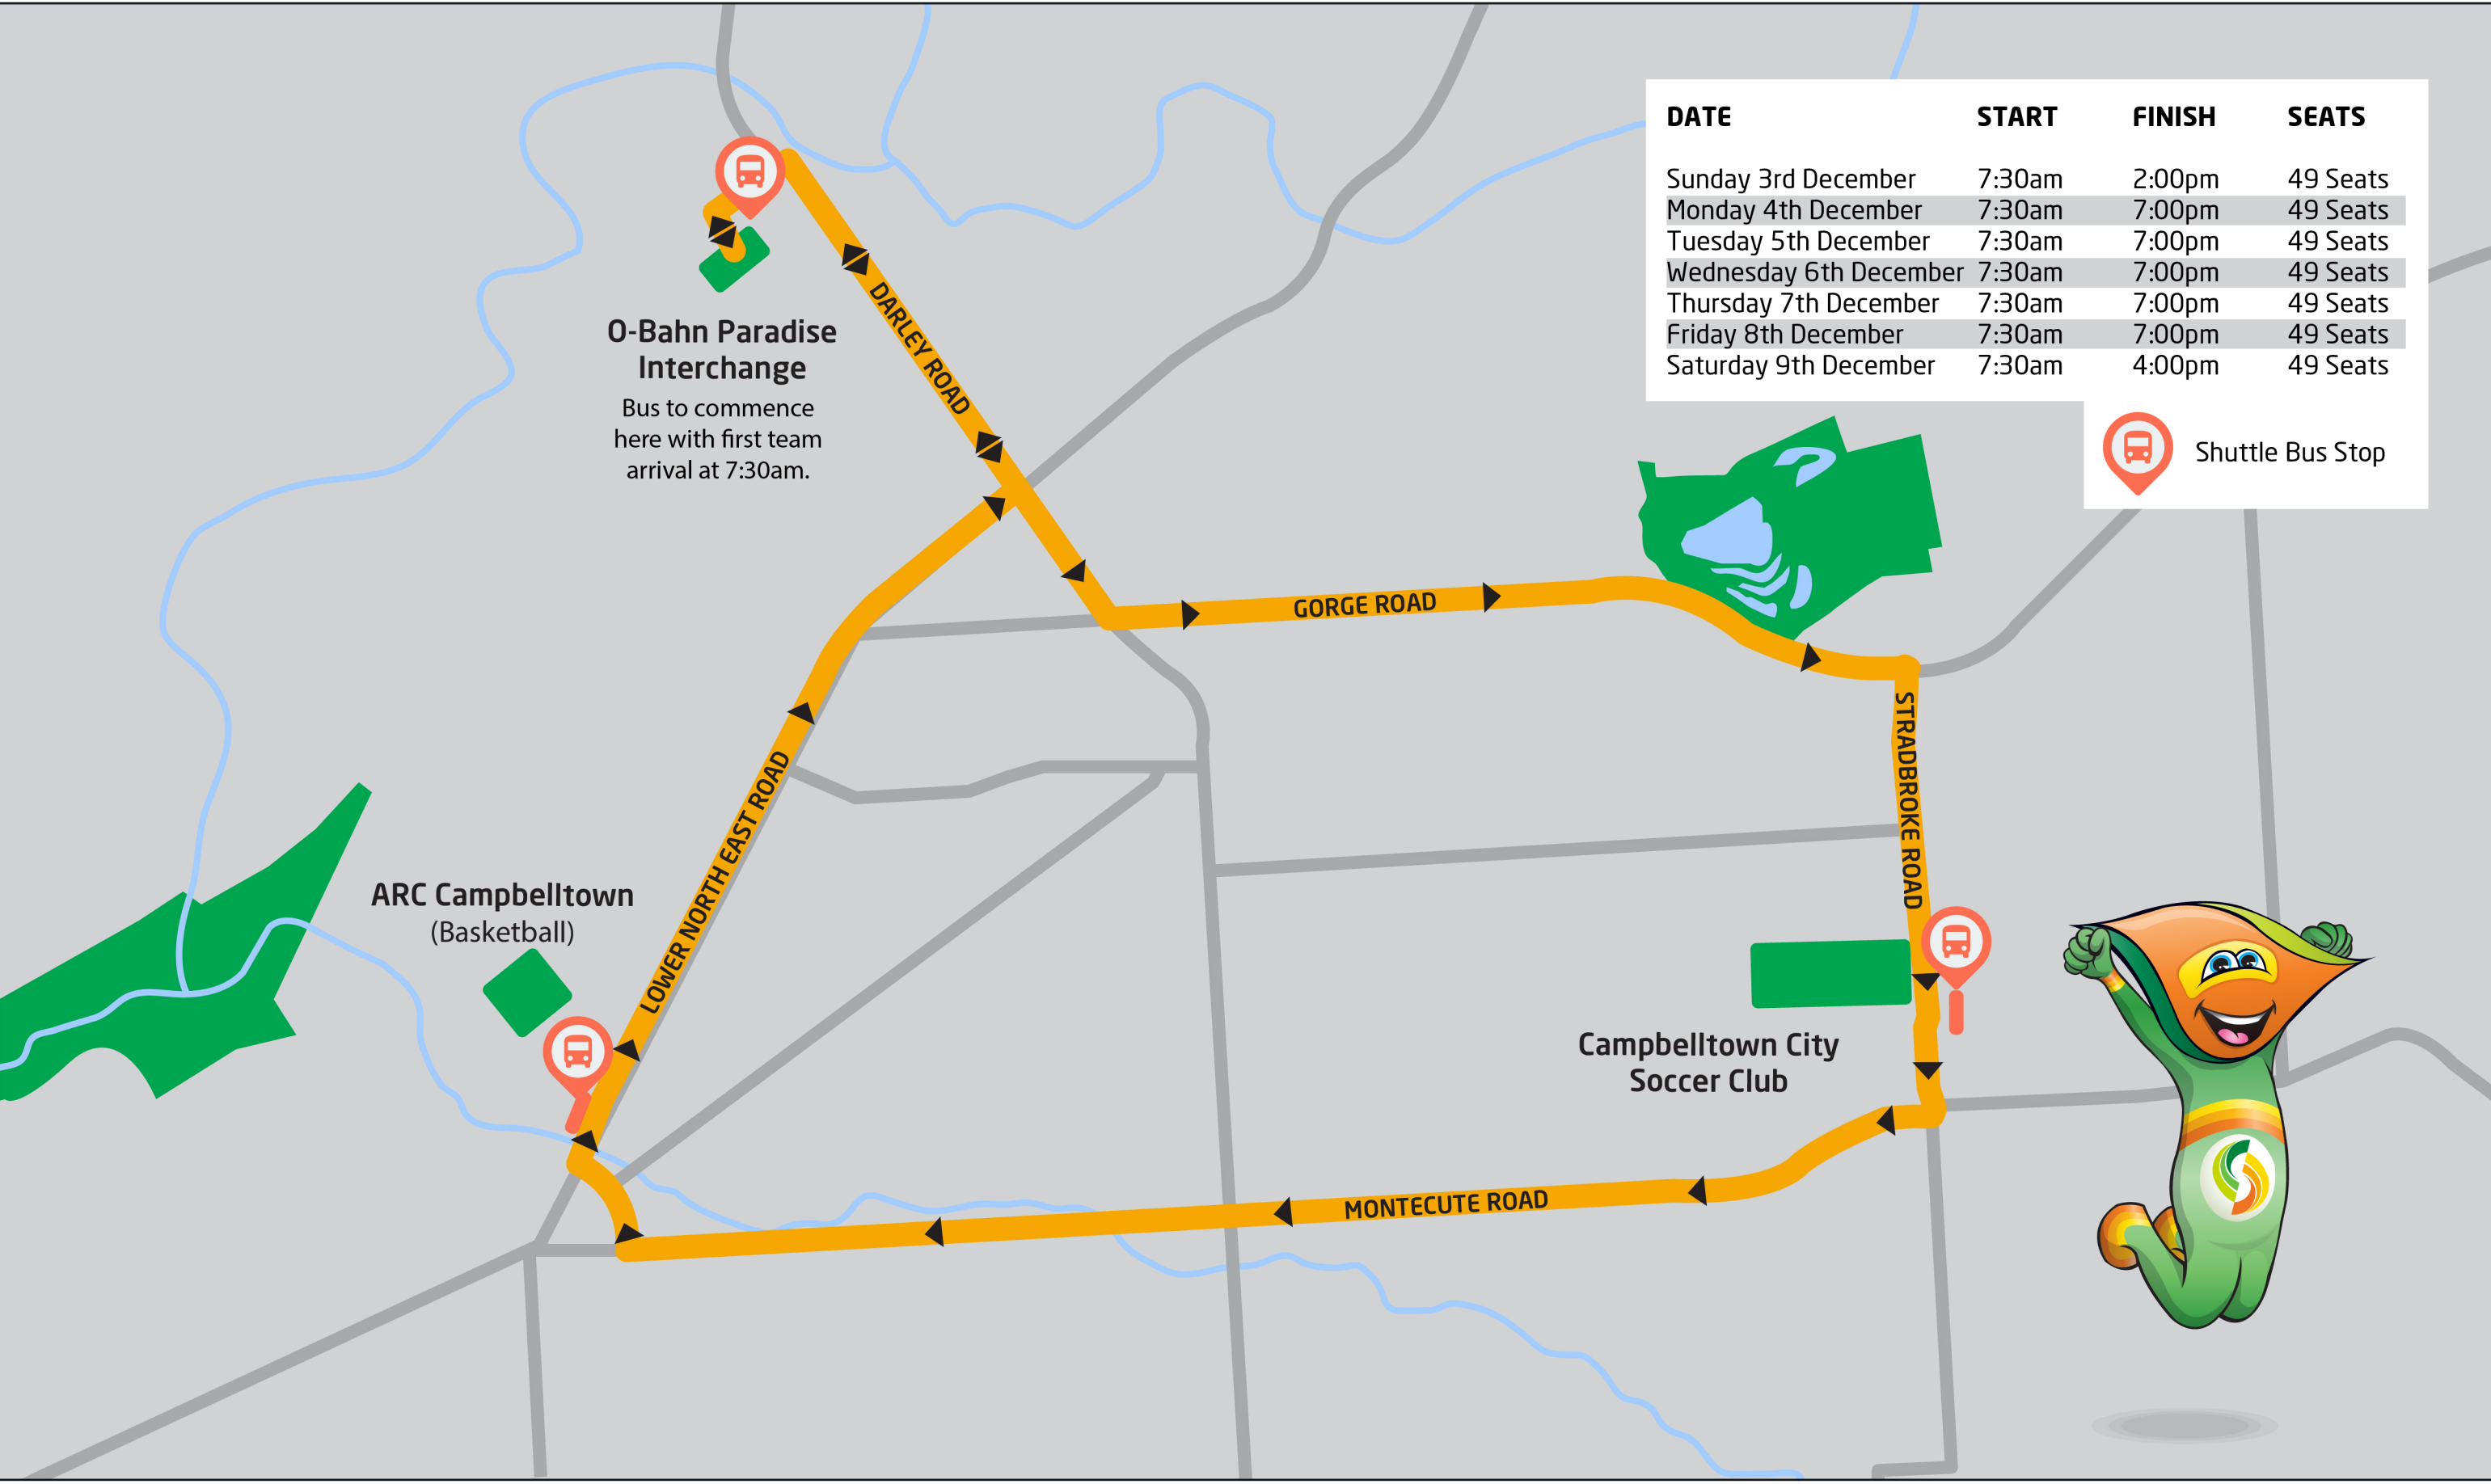 DATE START FINISH SEATS
Sunday 3rd December 7:30am 2:00pm 49 Seats
Monday 4th December 7:30am 7:00pm 49 Seats
Tuesday 5th December 7:30am 7:00pm 49 Seats
Wednesday 6th December 7:30am 7:00pm 49 Seats
Thursday 7th December 7:30am 7:00pm 49 Seats
Friday 8th December 7:30am 7:00pm 49 Seats
Saturday 9th December 7:30am 4:00pm 49 Seats
Shuttle Bus Stop
O-Bahn Paradise
Interchange
Bus to commence
here with first team
arrival at 7:30am.
DARLEY ROAD
GORGE ROAD
STRADBROKE ROAD
LOWER NORTH EAST ROAD
ARC Campbelltown
(Basketball)
Campbelltown City
Soccer Club
MONTECUTE ROAD